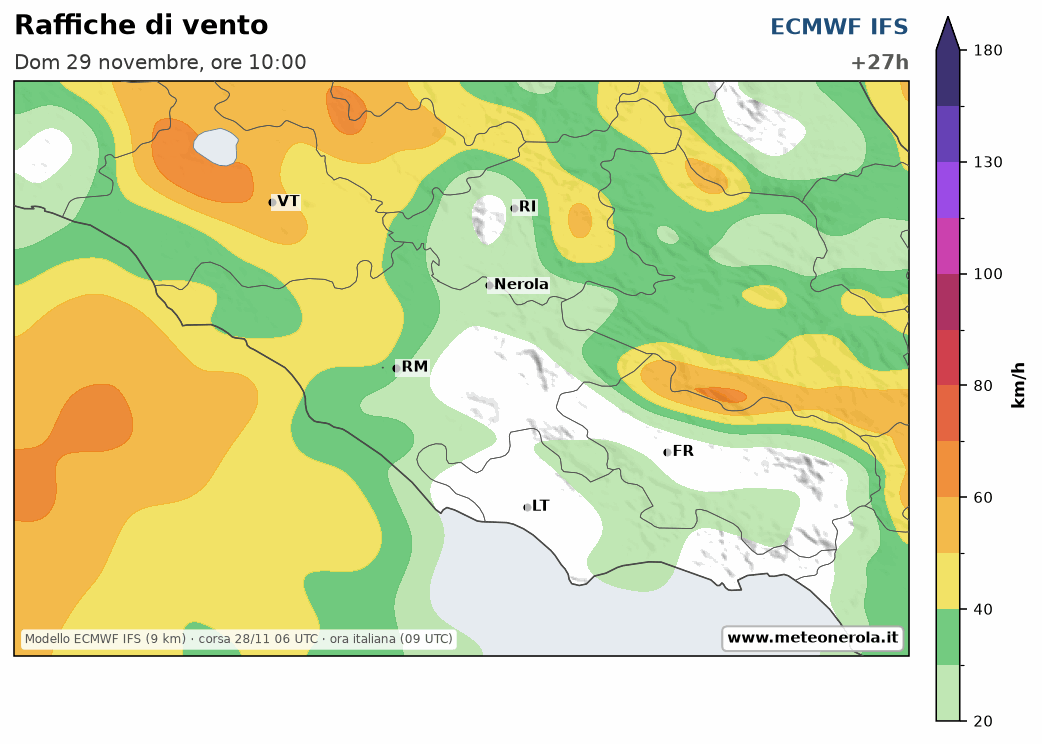 Raffiche di vento
ECMWF IFS
Dom 29 novembre, ore 10:00
+27h
180
130
100
80
60
40
20
km/h
VT
RI
Nerola
RM
FR
LT
Modello ECMWF IFS (9 km) · corsa 28/11 06 UTC · ora italiana (09 UTC)
www.meteonerola.it